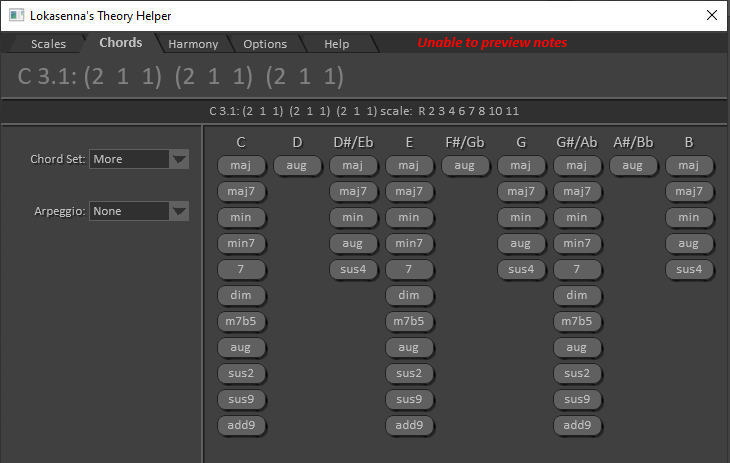 Lokasenna's Theory Helper
Scales Chords Harmony Options Help Unable to preview notes
C 3.1: (2 1 1) (2 1 1) (2 1 1)
C 3.1: (2 1 1) (2 1 1) (2 1 1) scale: R 2 3 4 6 7 8 10 11
Chord Set: More
Arpeggio: None
C D D#/Eb E F#/Gb G G#/Ab A#/Bb B
maj aug maj maj aug maj maj aug maj
maj7 maj7 maj7 maj7 maj7 maj7
min min min min min min
min7 aug min7 aug min7 aug
7 sus4 7 sus4 7 sus4
dim dim dim
m7b5 m7b5 m7b5
aug aug aug
sus2 sus2 sus2
sus9 sus9 sus9
add9 add9 add9